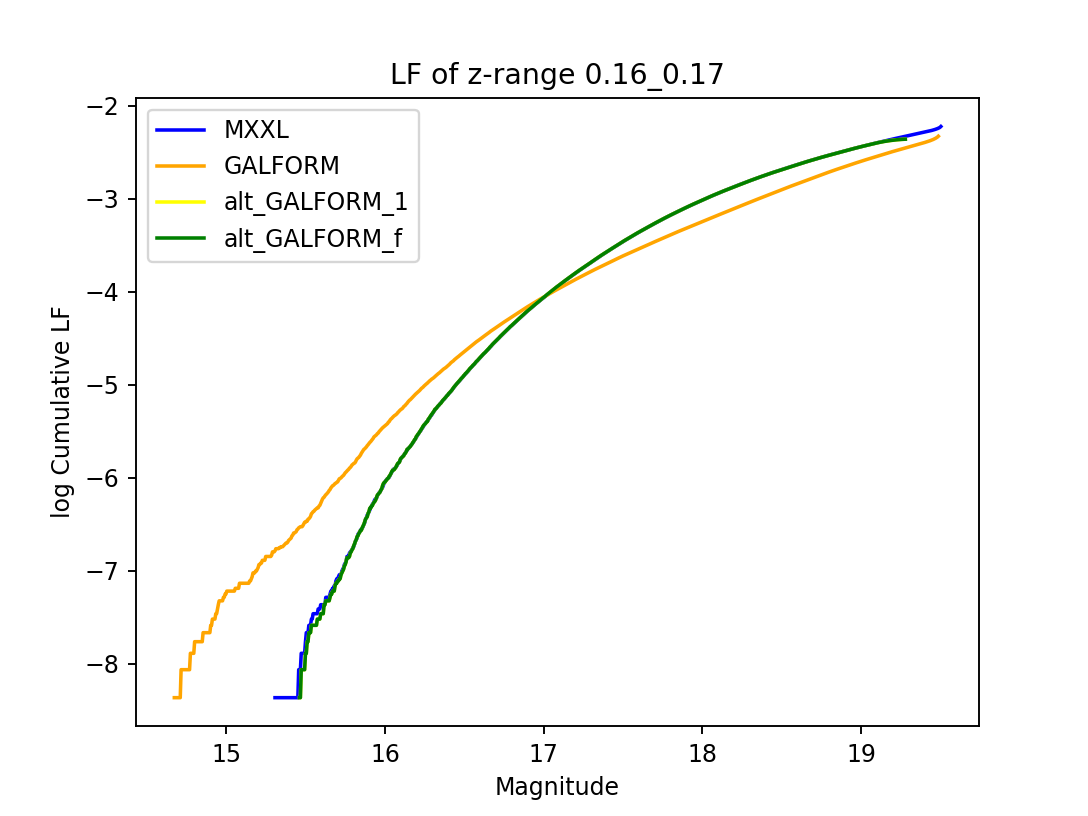 LF of z-range 0.16_0.17
MXXL
GALFORM
alt_GALFORM_1
alt_GALFORM_f
log Cumulative LF
−2
−3
−4
−5
−6
−7
−8
15 16 17 18 19
Magnitude